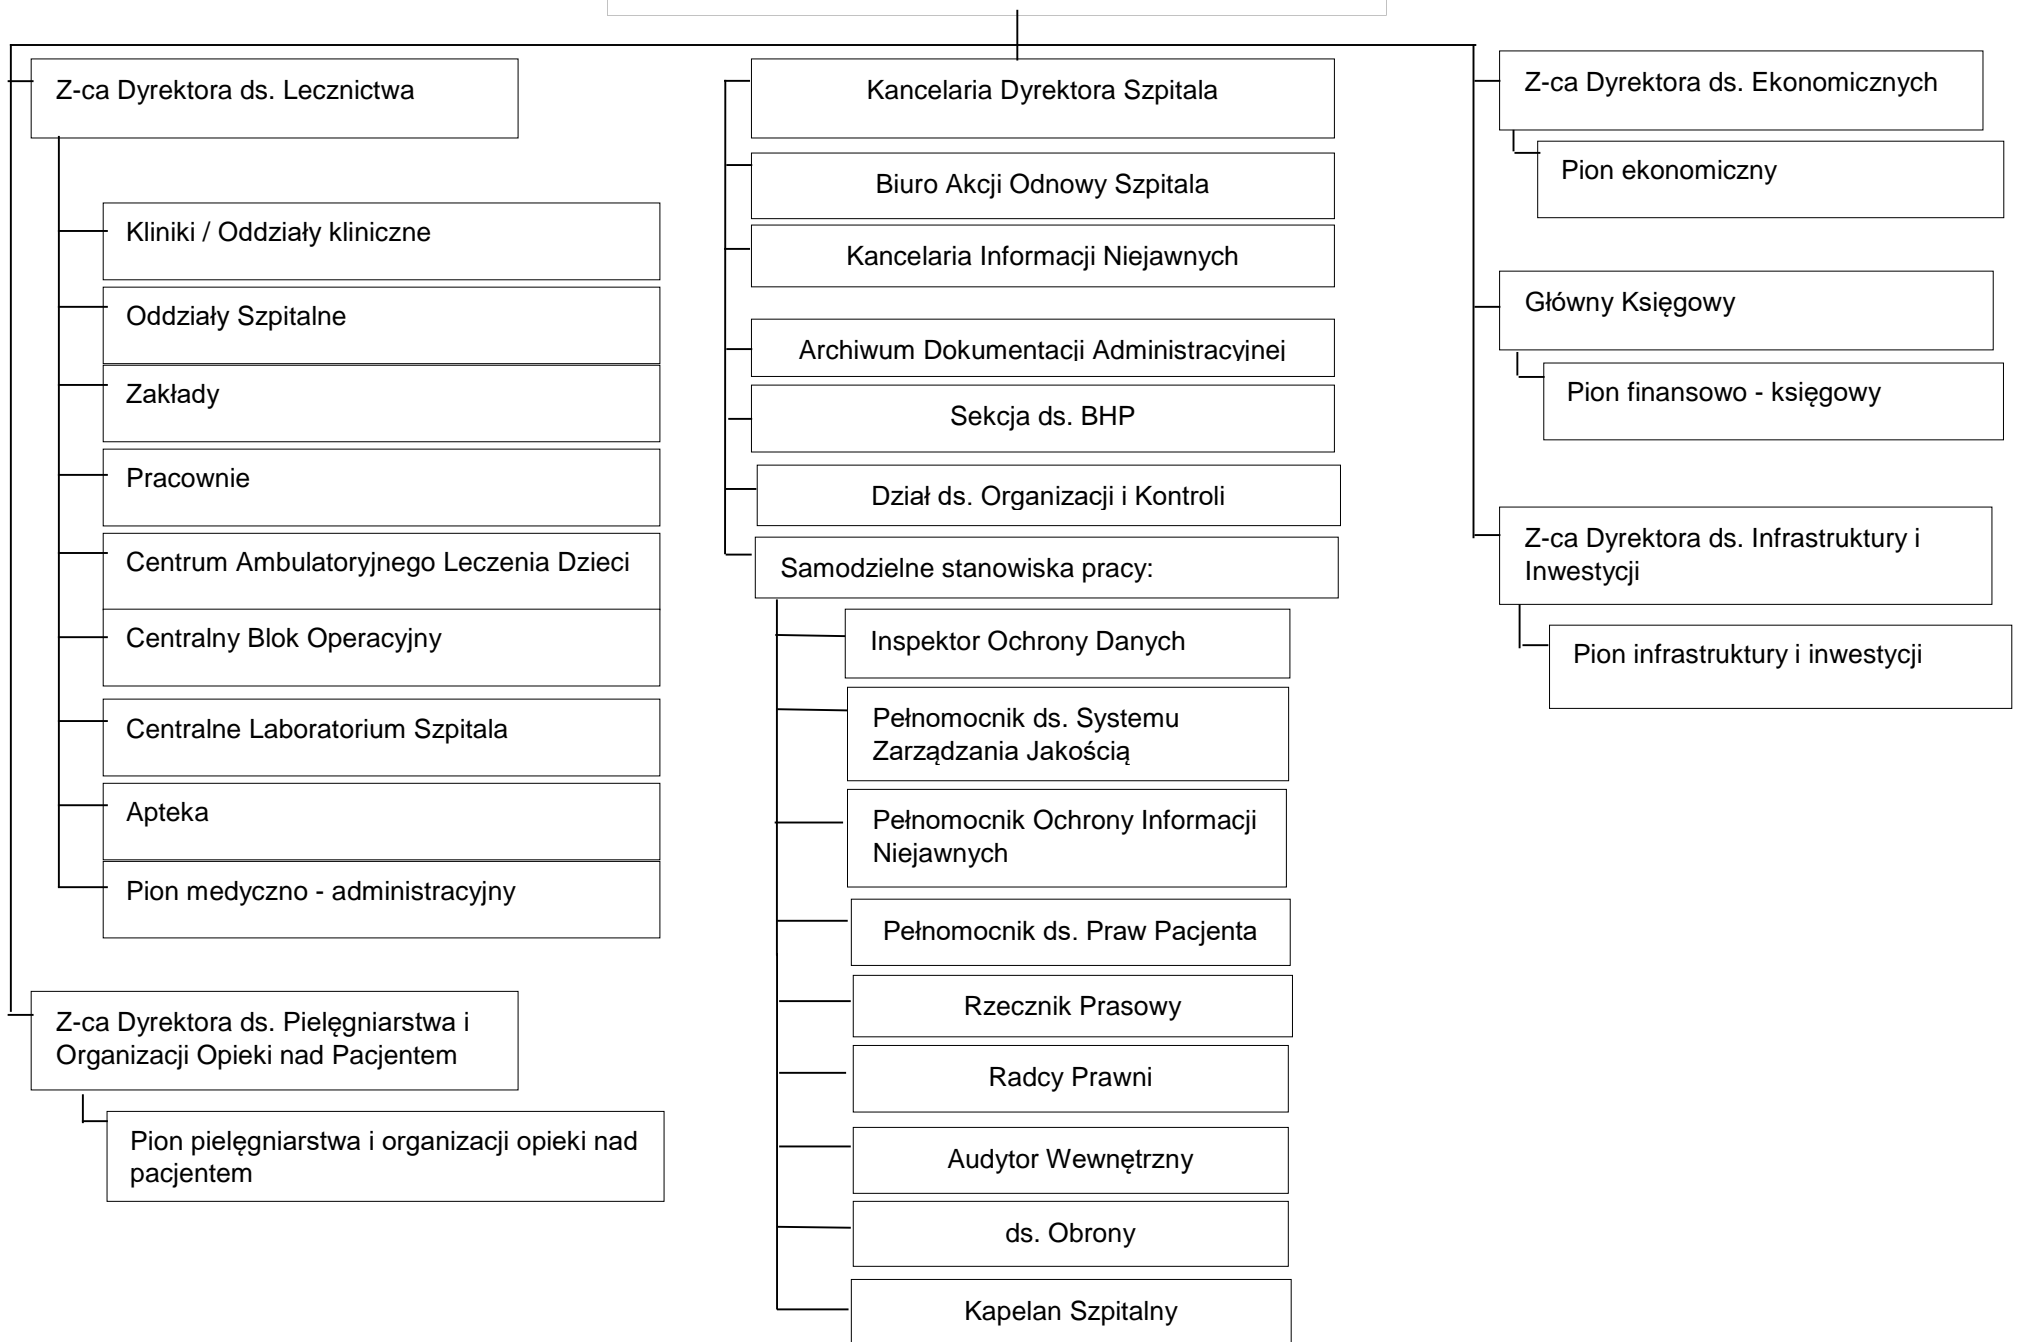 Z-ca Dyrektora ds. Lecznictwa
Kliniki / Oddziały kliniczne
Oddziały Szpitalne
Zakłady
Pracownie
Centrum Ambulatoryjnego Leczenia Dzieci
Centralny Blok Operacyjny
Centralne Laboratorium Szpitala
Apteka
Pion medyczno - administracyjny
Z-ca Dyrektora ds. Pielęgniarstwa i
Organizacji Opieki nad Pacjentem
Pion pielęgniarstwa i organizacji opieki nad
pacjentem
Kancelaria Dyrektora Szpitala
Biuro Akcji Odnowy Szpitala
Kancelaria Informacji Niejawnych
Archiwum Dokumentacji Administracyjnej
Sekcja ds. BHP
Dział ds. Organizacji i Kontroli
Samodzielne stanowiska pracy:
Inspektor Ochrony Danych
Pełnomocnik ds. Systemu
Zarządzania Jakością
Pełnomocnik Ochrony Informacji
Niejawnych
Pełnomocnik ds. Praw Pacjenta
Rzecznik Prasowy
Radcy Prawni
Audytor Wewnętrzny
ds. Obrony
Kapelan Szpitalny
Z-ca Dyrektora ds. Ekonomicznych
Pion ekonomiczny
Główny Księgowy
Pion finansowo - księgowy
Z-ca Dyrektora ds. Infrastruktury i
Inwestycji
Pion infrastruktury i inwestycji